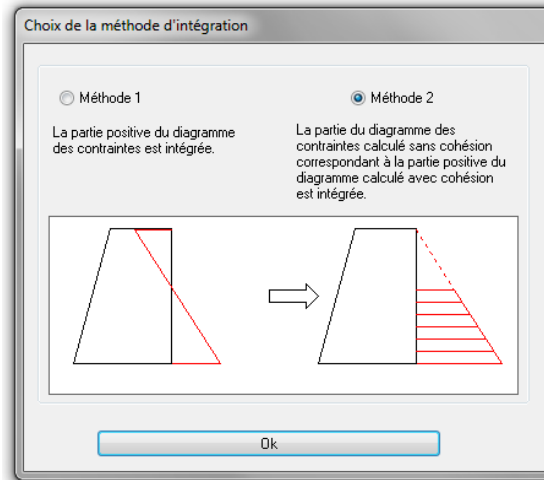 Choix de la méthode d'intégration
Méthode 1
La partie positive du diagramme
des contraintes est intégrée.
Méthode 2
La partie du diagramme des
contraintes calculé sans cohésion
correspondant à la partie positive du
diagramme calculé avec cohésion
est intégrée.
Ok